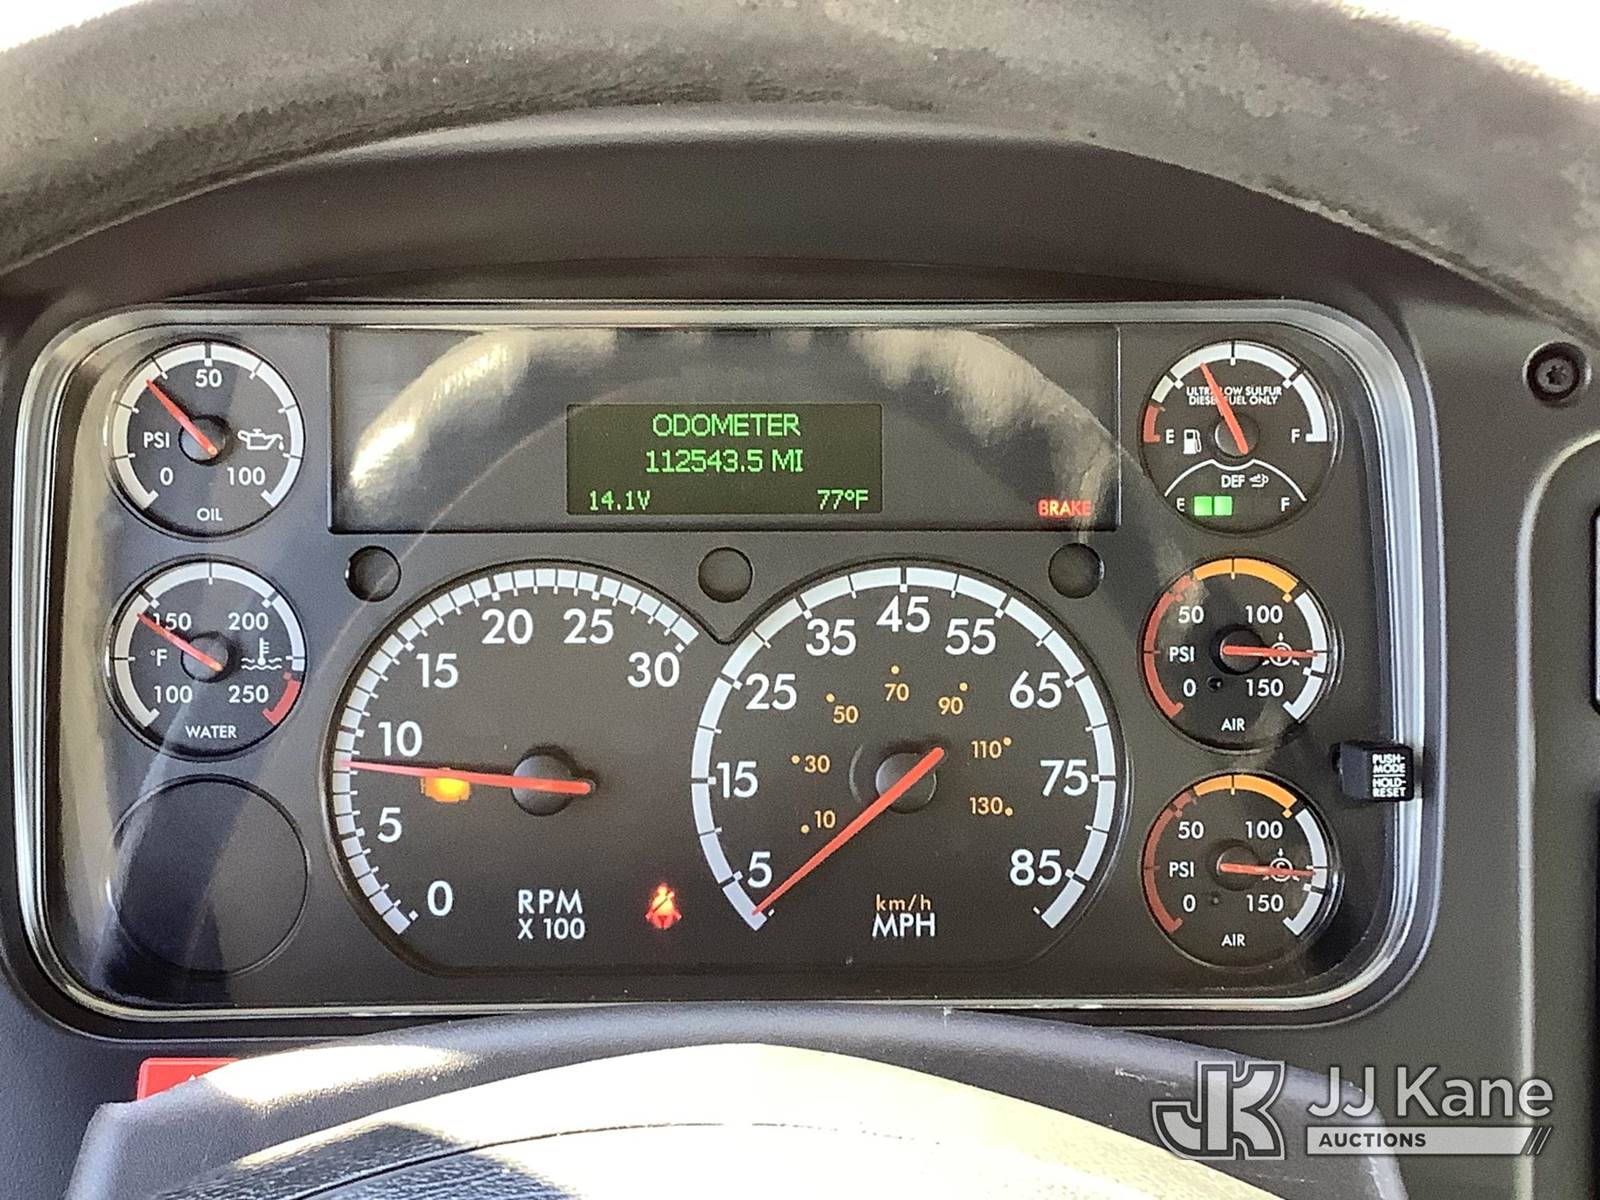 50
PSI
0
100
OIL
ODOMETER
112543.5 MI
14.1V
77°F
BRAKE
ULTRA LOW SULFUR
DIESEL FUEL ONLY
E
F
DEF
E
F
150
200
°F
100
250
WATER
0
5
10
15
20
25
30
RPM
X 100
5
15
25
35
45
55
65
75
85
10
30
50
70
90
110
130
km/h
MPH
50
100
PSI
0
150
AIR
PUSH-
MODE
HOLD-
RESET
50
100
PSI
0
150
AIR
JK
JJ Kane
AUCTIONS